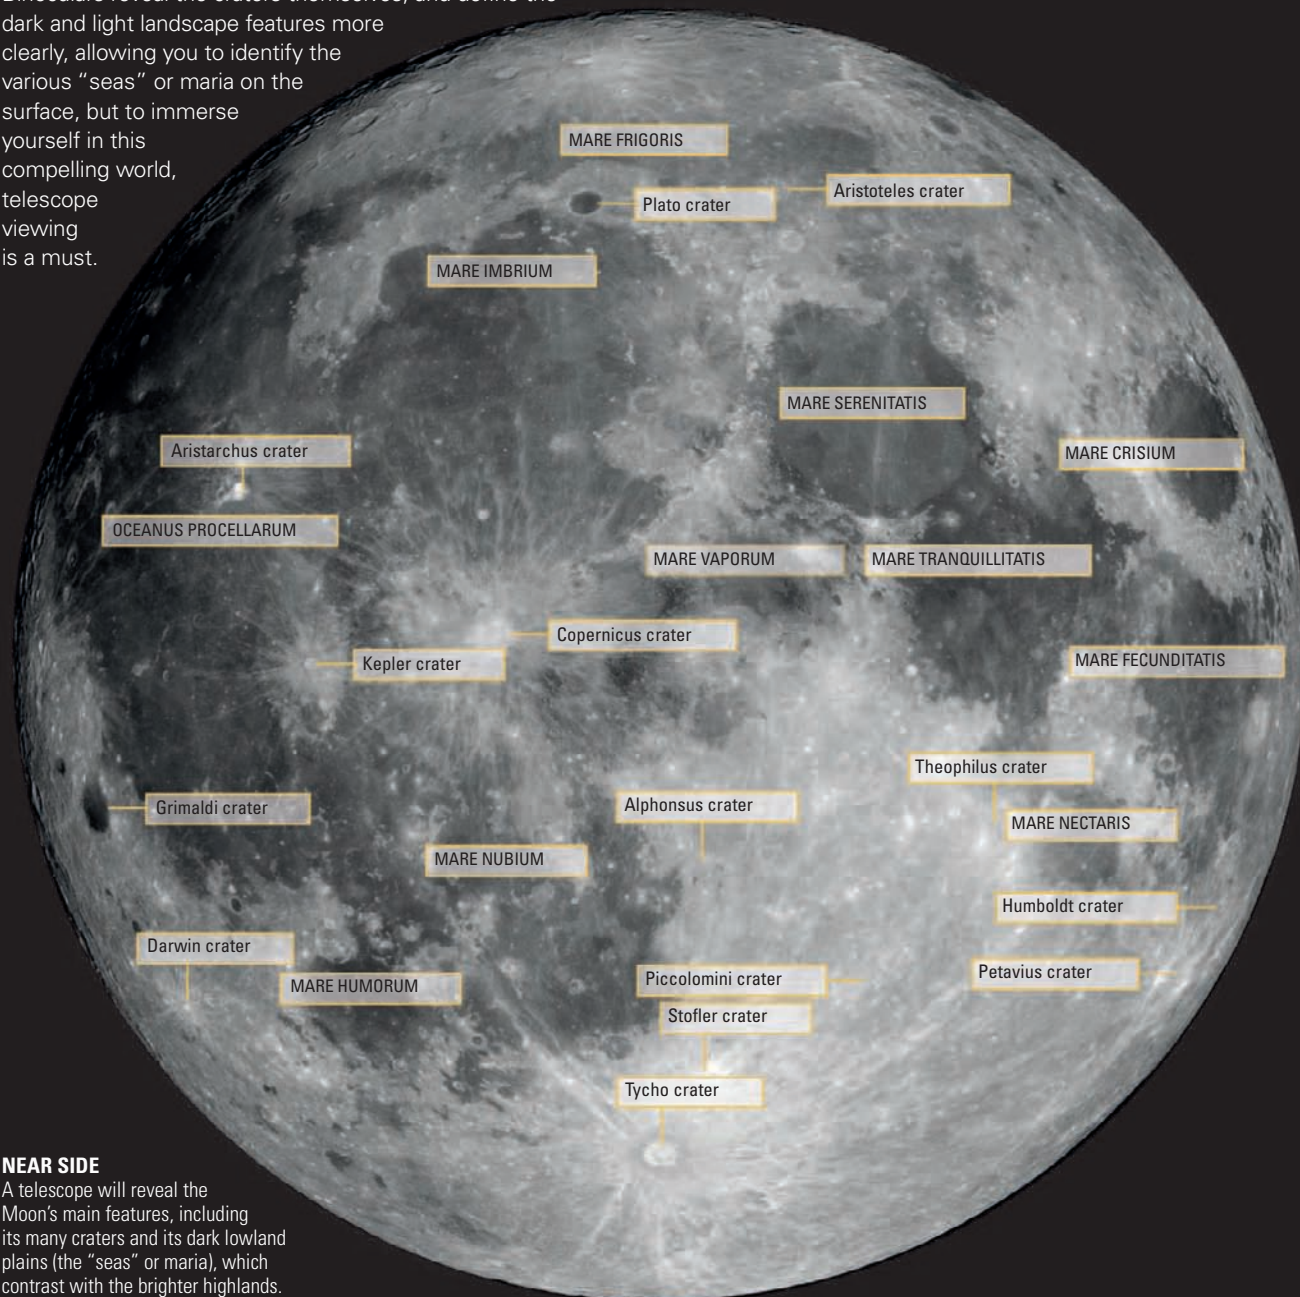 dark and light landscape features more
clearly, allowing you to identify the
various “seas” or maria on the
surface, but to immerse
yourself in this
compelling world,
telescope
viewing
is a must.
MARE FRIGORIS
Plato crater
Aristoteles crater
MARE IMBRIUM
MARE SERENITATIS
Aristarchus crater
MARE CRISIUM
OCEANUS PROCELLARUM
MARE VAPORUM
MARE TRANQUILLITATIS
Copernicus crater
Kepler crater
MARE FECUNDITATIS
Theophilus crater
Grimaldi crater
Alphonsus crater
MARE NECTARIS
MARE NUBIUM
Humboldt crater
Darwin crater
MARE HUMORUM
Piccolomini crater
Petavius crater
Stofler crater
Tycho crater
NEAR SIDE
A telescope will reveal the
Moon’s main features, including
its many craters and its dark lowland
plains (the “seas” or maria), which
contrast with the brighter highlands.